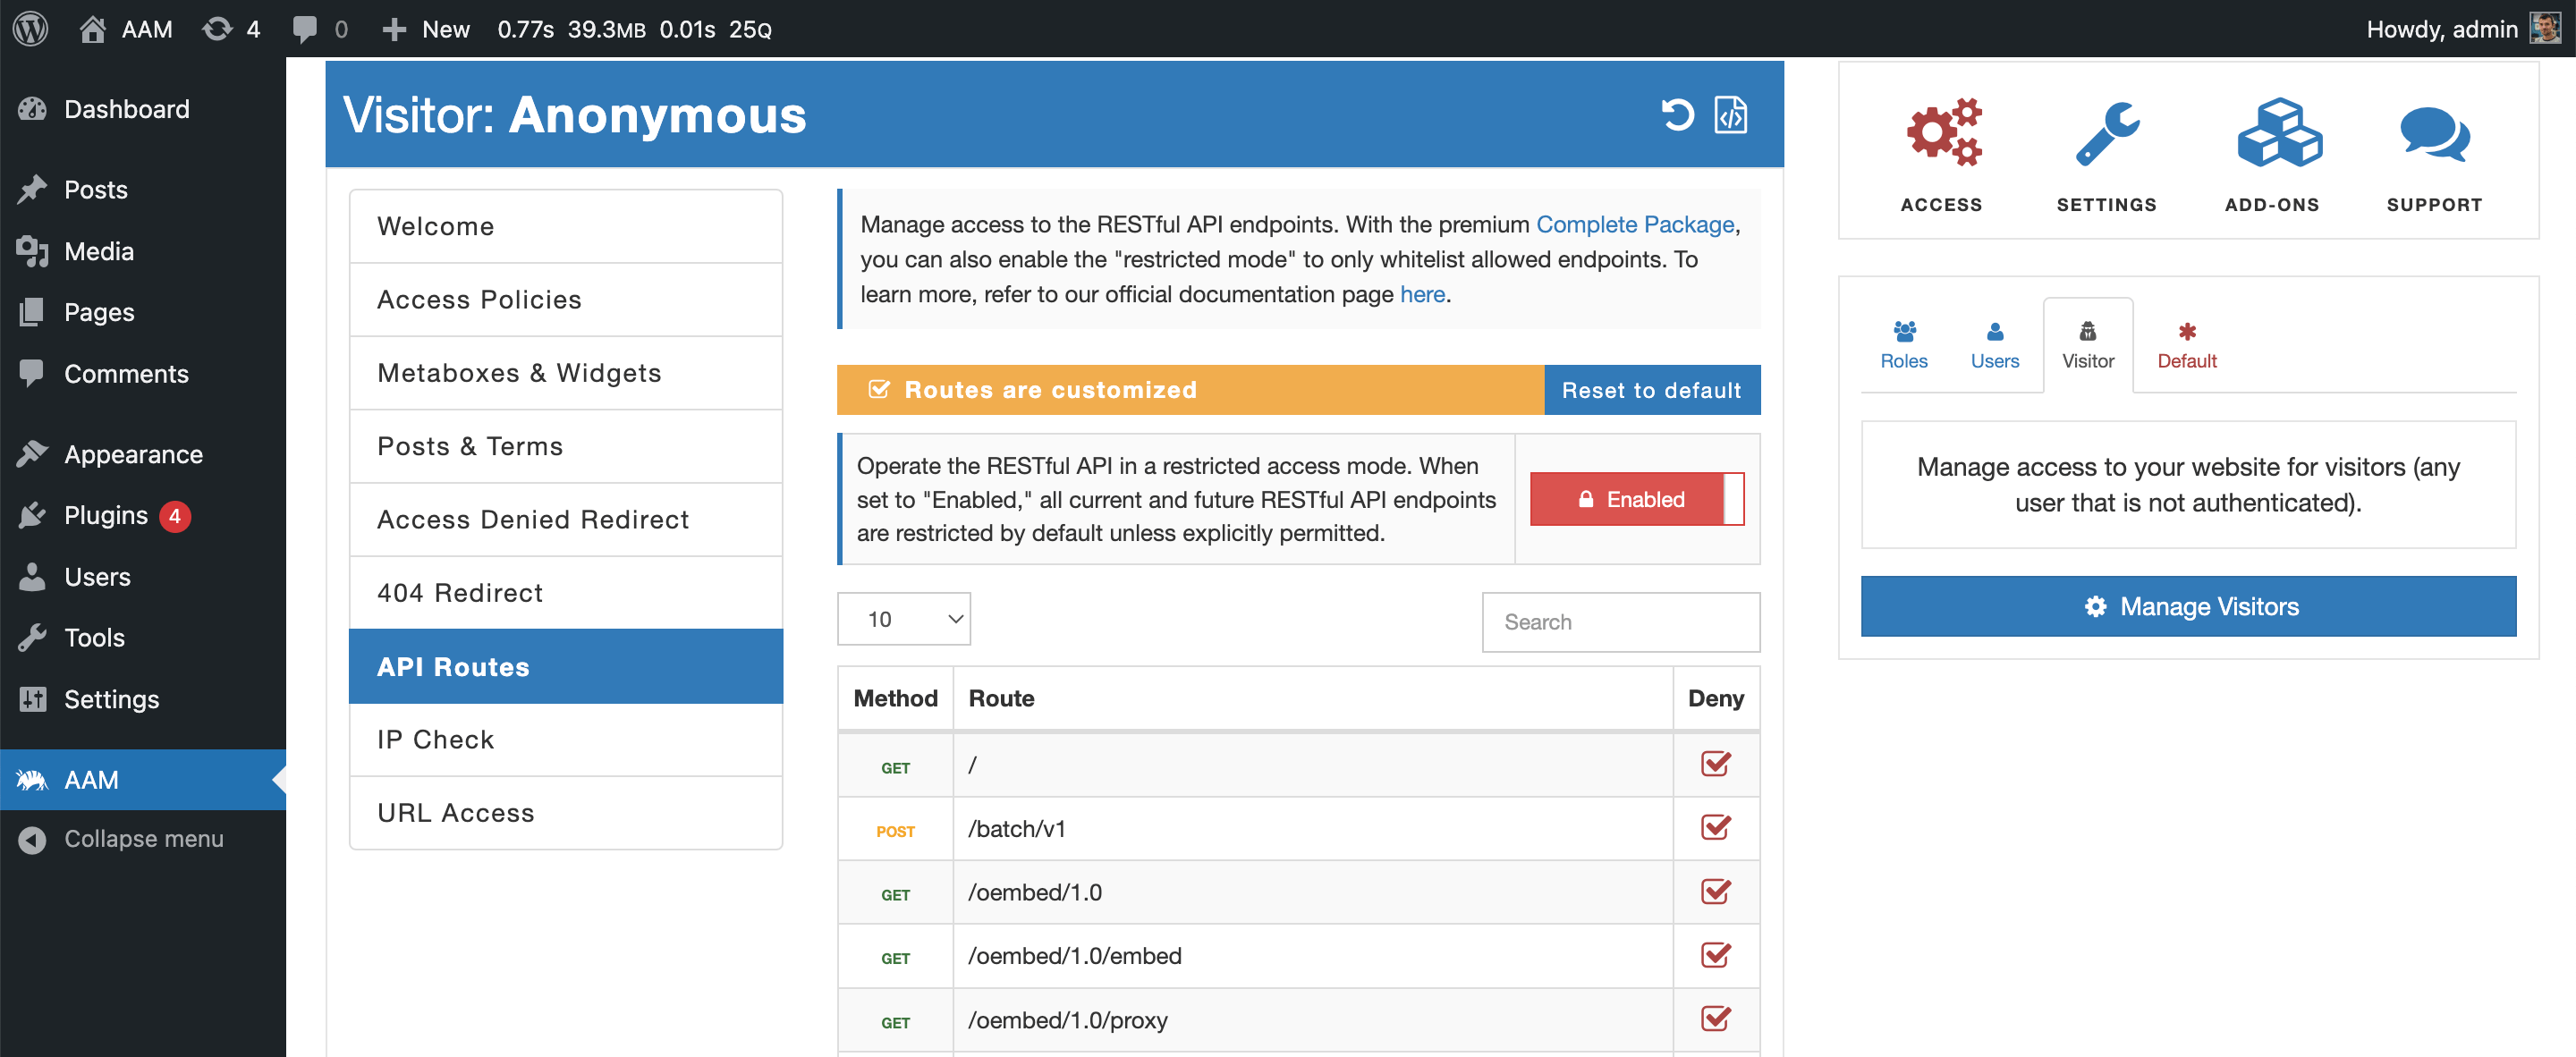 AAM 4 0 New 0.77s 39.3MB 0.01s 25Q Howdy, admin
Dashboard
Posts
Media
Pages
Comments
Appearance
Plugins 4
Users
Tools
Settings
AAM
Collapse menu
Visitor: Anonymous
Welcome
Access Policies
Metaboxes & Widgets
Posts & Terms
Access Denied Redirect
404 Redirect
API Routes
IP Check
URL Access
Manage access to the RESTful API endpoints. With the premium Complete Package,
you can also enable the "restricted mode" to only whitelist allowed endpoints. To
learn more, refer to our official documentation page here.
Routes are customized Reset to default
Operate the RESTful API in a restricted access mode. When
set to "Enabled," all current and future RESTful API endpoints
are restricted by default unless explicitly permitted.
Enabled
10 Search
Method Route Deny
GET /
POST /batch/v1
GET /oembed/1.0
GET /oembed/1.0/embed
GET /oembed/1.0/proxy
ACCESS SETTINGS ADD-ONS SUPPORT
Roles Users Visitor Default
Manage access to your website for visitors (any
user that is not authenticated).
Manage Visitors